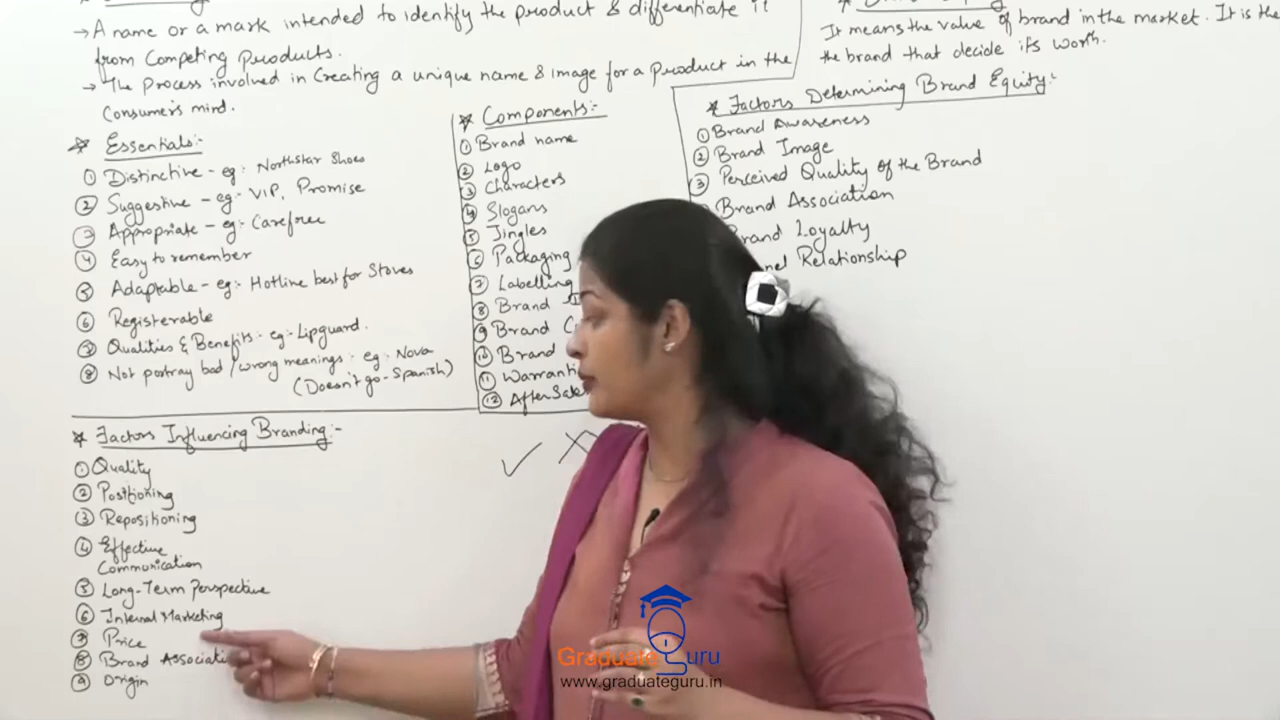 → A name or a mark intended to identify the product & differentiate it
from Competing Products.
→ The Process involved in Creating a unique name & image for a Product in the
Consumer's mind.
* Essentials:-
① Distinctive - eg:- Northstar Shoes
② Suggestive - eg:- VIP, Promise
③ Appropriate - eg:- Carefree
④ Easy to remember
⑤ Adaptable - eg:- Hotline best for Stoves
⑥ Registerable
⑦ Qualities & Benefits:- eg:- Lipguard.
⑧ Not portray bad / wrong meanings:- eg:- Nova
(Doesn't go - Spanish)
* Factors Influencing Branding:-
① Quality
② Positioning
③ Repositioning
④ Effective
Communication
⑤ Long-Term Perspective
⑥ Internal Marketing
⑦ Price
⑧ Brand Associati
⑨ Origin
* Components:-
① Brand name
② Logo
③ Characters
④ Slogans
⑤ Jingles
⑥ Packaging
⑦ Labelling
⑧ Brand
⑨ Brand C
⑩ Brand
⑪ Warranti
⑫ After Sale
It means the value of brand in the market. It is the
the brand that decide its worth.
* Factors Determining Brand Equity:-
① Brand Awareness
② Brand Image
③ Perceived Quality of the Brand
Brand Association
Brand Loyalty
nel Relationship
Graduate Guru
www.graduateguru.in